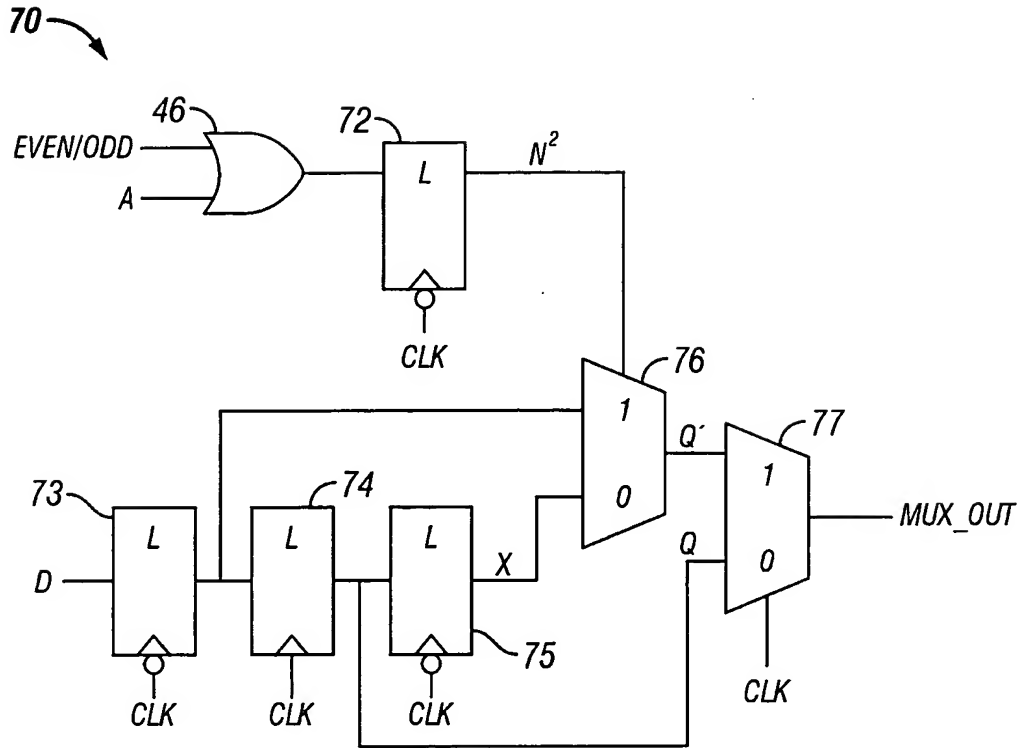 70
46
EVEN/ODD
A
72
L
N²
CLK
76
1
0
Q´
77
1
0
Q
MUX_OUT
CLK
73
L
D
CLK
74
L
CLK
L
X
75
CLK